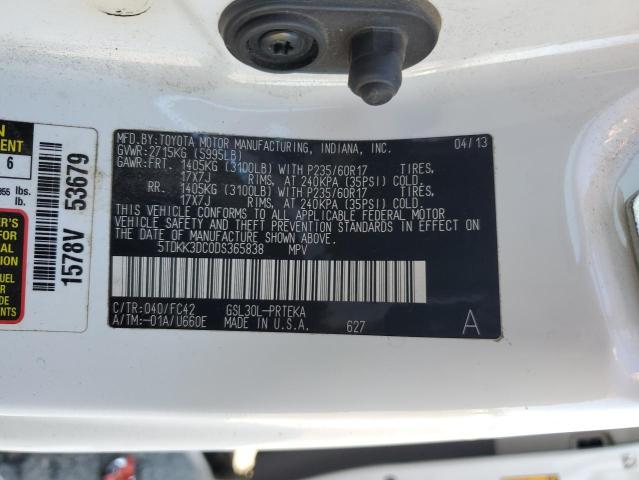 MFD.BY:TOYOTA MOTOR MANUFACTURING, INDIANA, INC. 04/13
GVWR:2715KG (5995LB)
GAWR:FRT. 1405KG (3100LB) WITH P235/60R17 TIRES,
17X7J RIMS, AT 240KPA (35PSI) COLD
RR. 1405KG (3100LB) WITH P235/60R17 TIRES,
17X7J RIMS, AT 240KPA (35PSI) COLD
THIS VEHICLE CONFORMS TO ALL APPLICABLE FEDERAL MOTOR
VEHICLE SAFETY AND THEFT PREVENTION STANDARDS IN EFFECT
ON THE DATE OF MANUFACTURE SHOWN ABOVE.
5TDKK3DC0DS365838 MPV
C/TR:040/FC42 GSL30L-PRTEKA
A/TM:-01A/U660E MADE IN U.S.A. 627
A
1578V 53679
6
lbs.
lb.